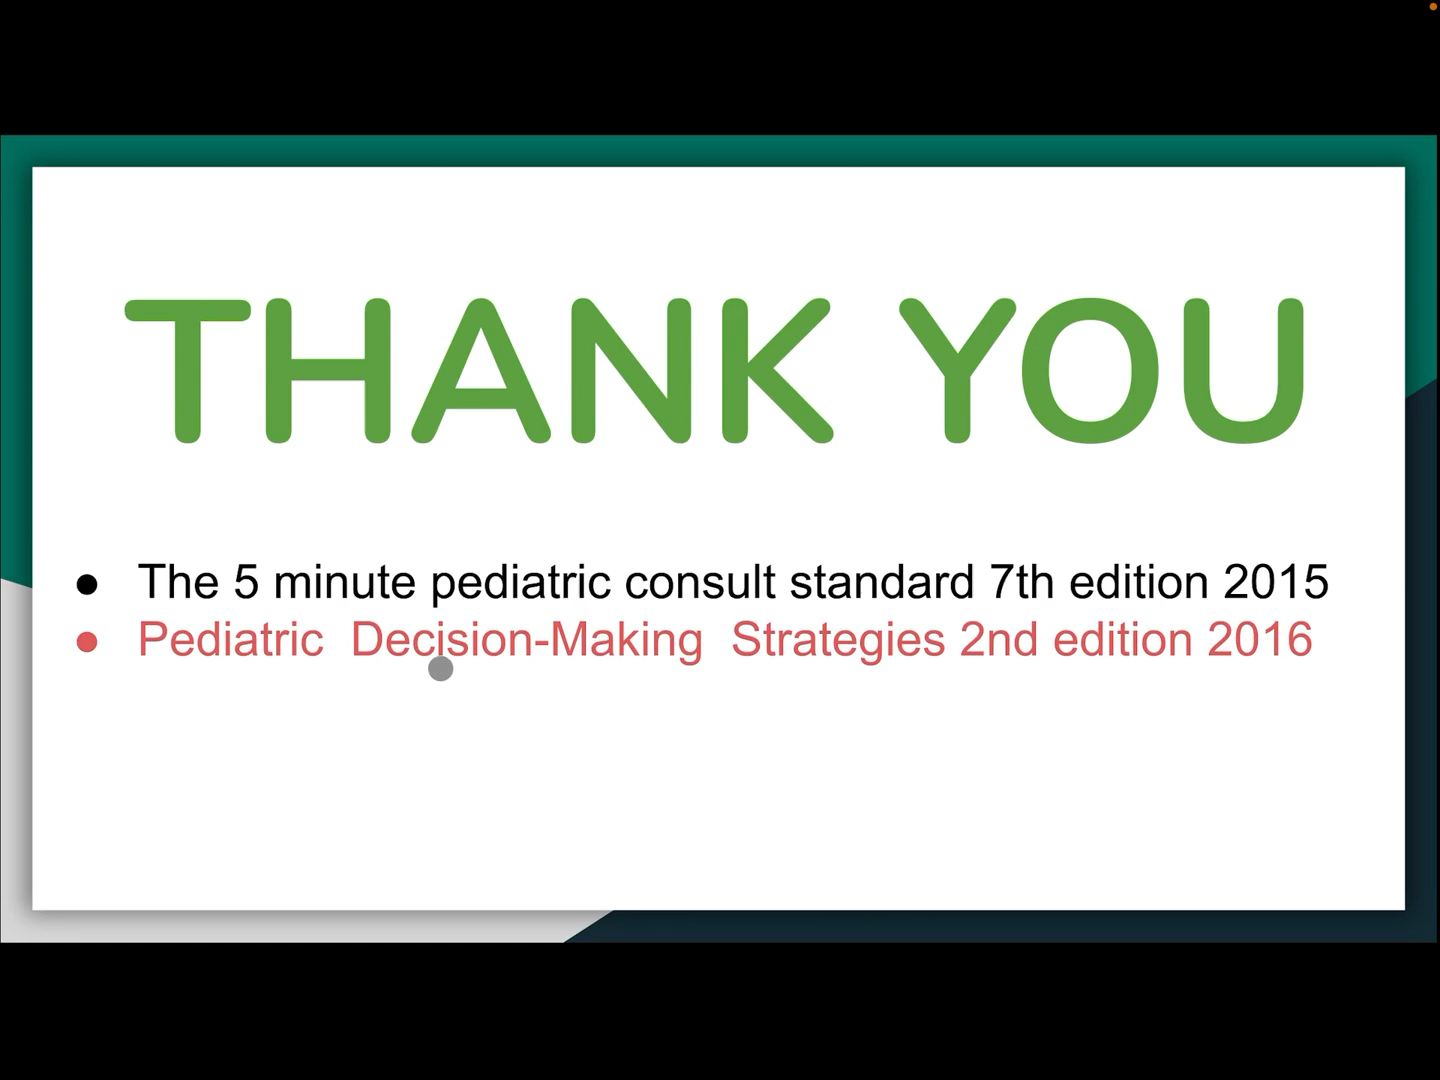 THANK YOU
● The 5 minute pediatric consult standard 7th edition 2015
● Pediatric  Decision-Making  Strategies 2nd edition 2016